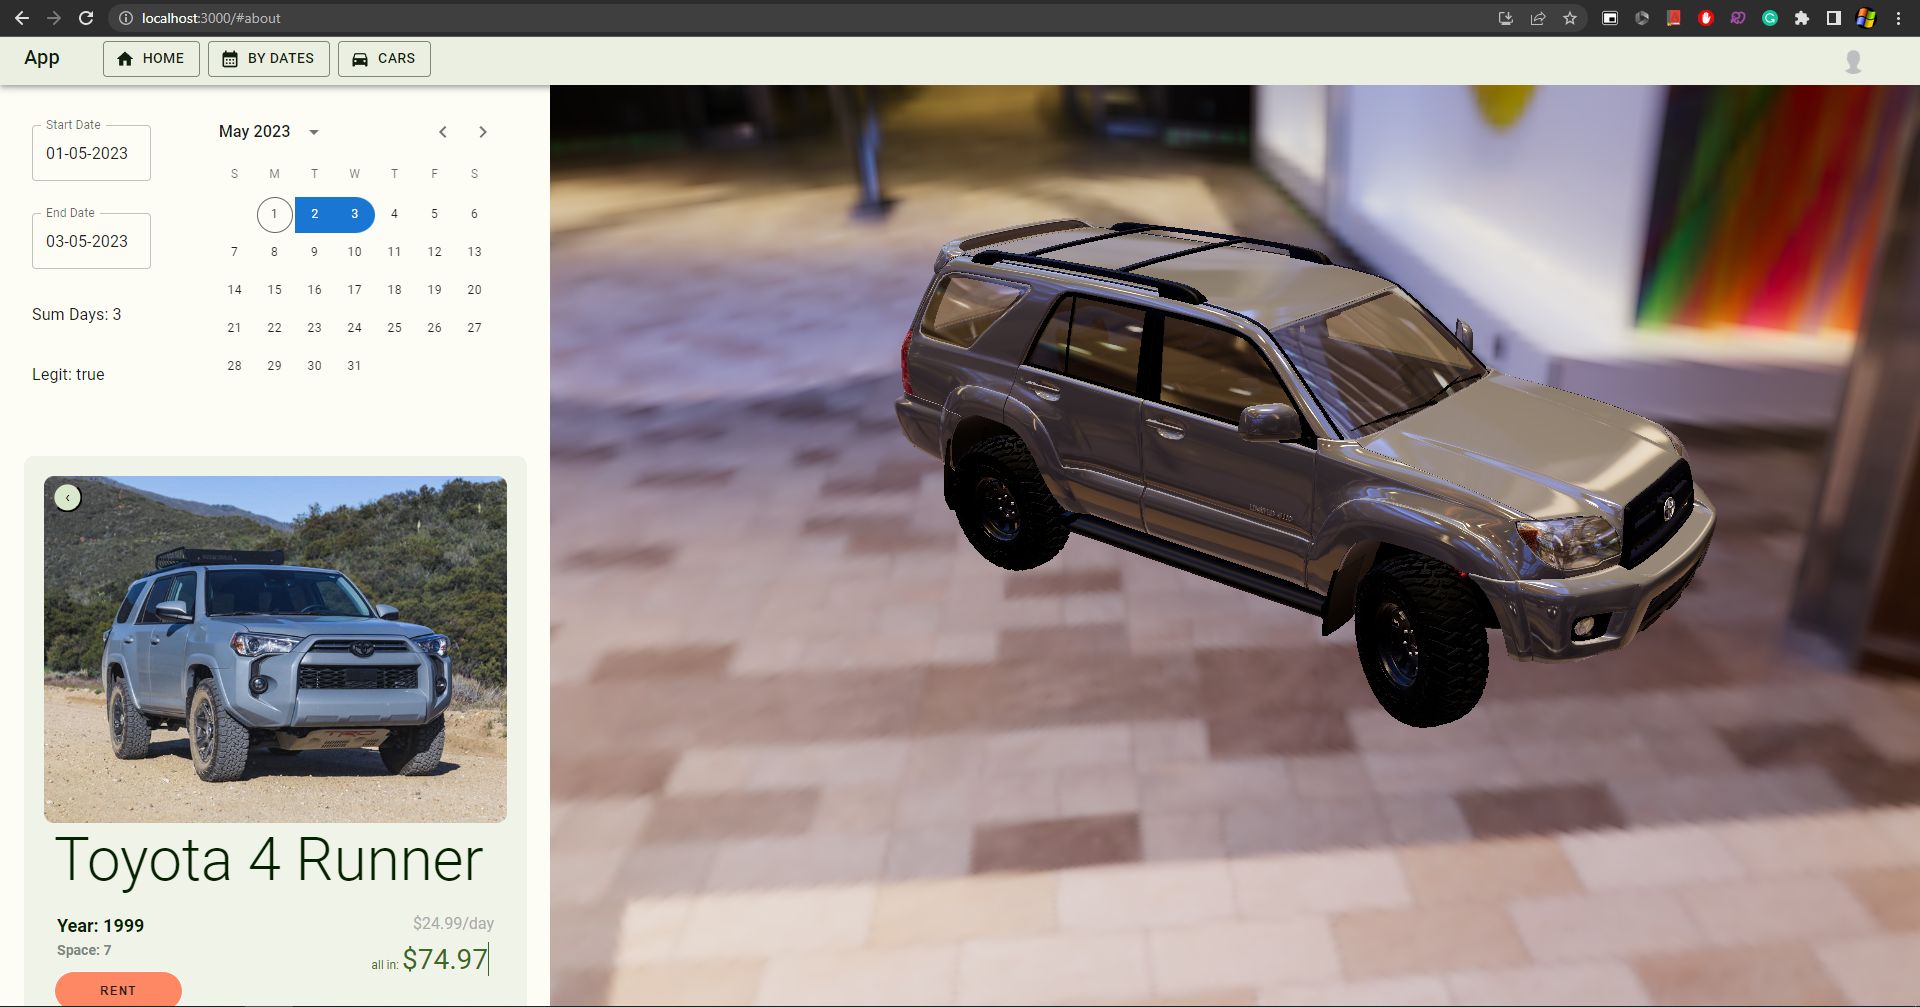 localhost:3000/#about
App
HOME
BY DATES
CARS
Start Date
01-05-2023
End Date
03-05-2023
Sum Days: 3
Legit: true
May 2023
S M T W T F S
1 2 3 4 5 6
7 8 9 10 11 12 13
14 15 16 17 18 19 20
21 22 23 24 25 26 27
28 29 30 31
TRD
Toyota 4 Runner
Year: 1999
$24.99/day
Space: 7
all in: $74.97
RENT